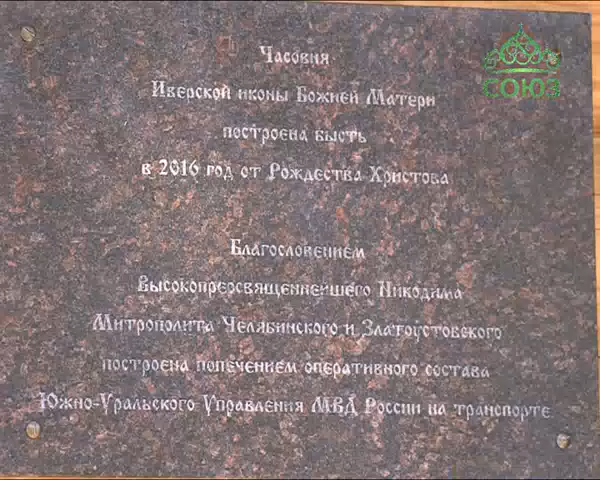 СОЮЗ
Часовня
Иверской иконы Божией Матери
построена бысть
в 2016 год от Рождества Христова
Благословением
Высокопреосвященнейшего Никодима
Митрополита Челябинского и Златоустовского
построена попечением оперативного состава
Южно-Уральского Управления МВД России на транспорте